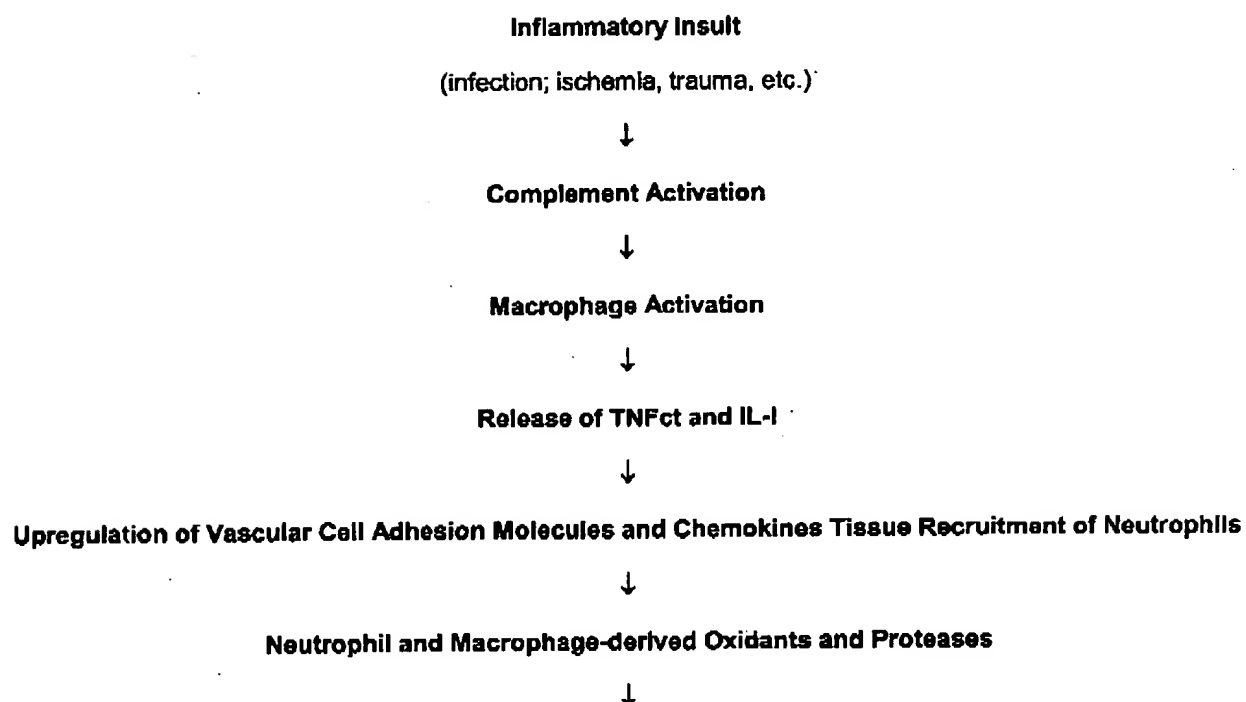 Inflammatory Insult
(infection; ischemia, trauma, etc.)
↓
Complement Activation
↓
Macrophage Activation
↓
Release of TNFct and IL-I
↓
Upregulation of Vascular Cell Adhesion Molecules and Chemokines Tissue Recruitment of Neutrophils
↓
Neutrophil and Macrophage-derived Oxidants and Proteases
↓